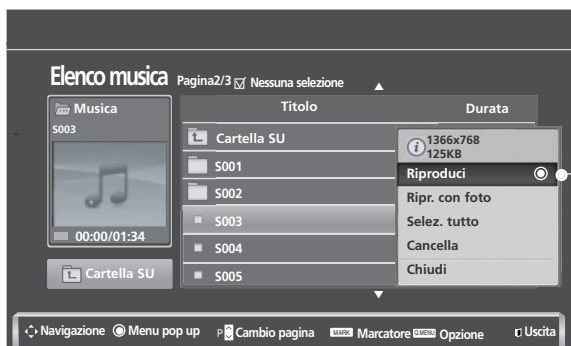 Elenco musica Pagina2/3 Nessuna selezione
Musica
S003
00:00/01:34
Cartella SU
Titolo Durata
Cartella SU
S001
S002
S003
S004
S005
1366x768
125KB
Riproduci
Ripr. con foto
Selez. tutto
Cancella
Chiudi
Navigazione Menu pop up P Cambio pagina MARK Marcatore Q.MENU Opzione Uscita